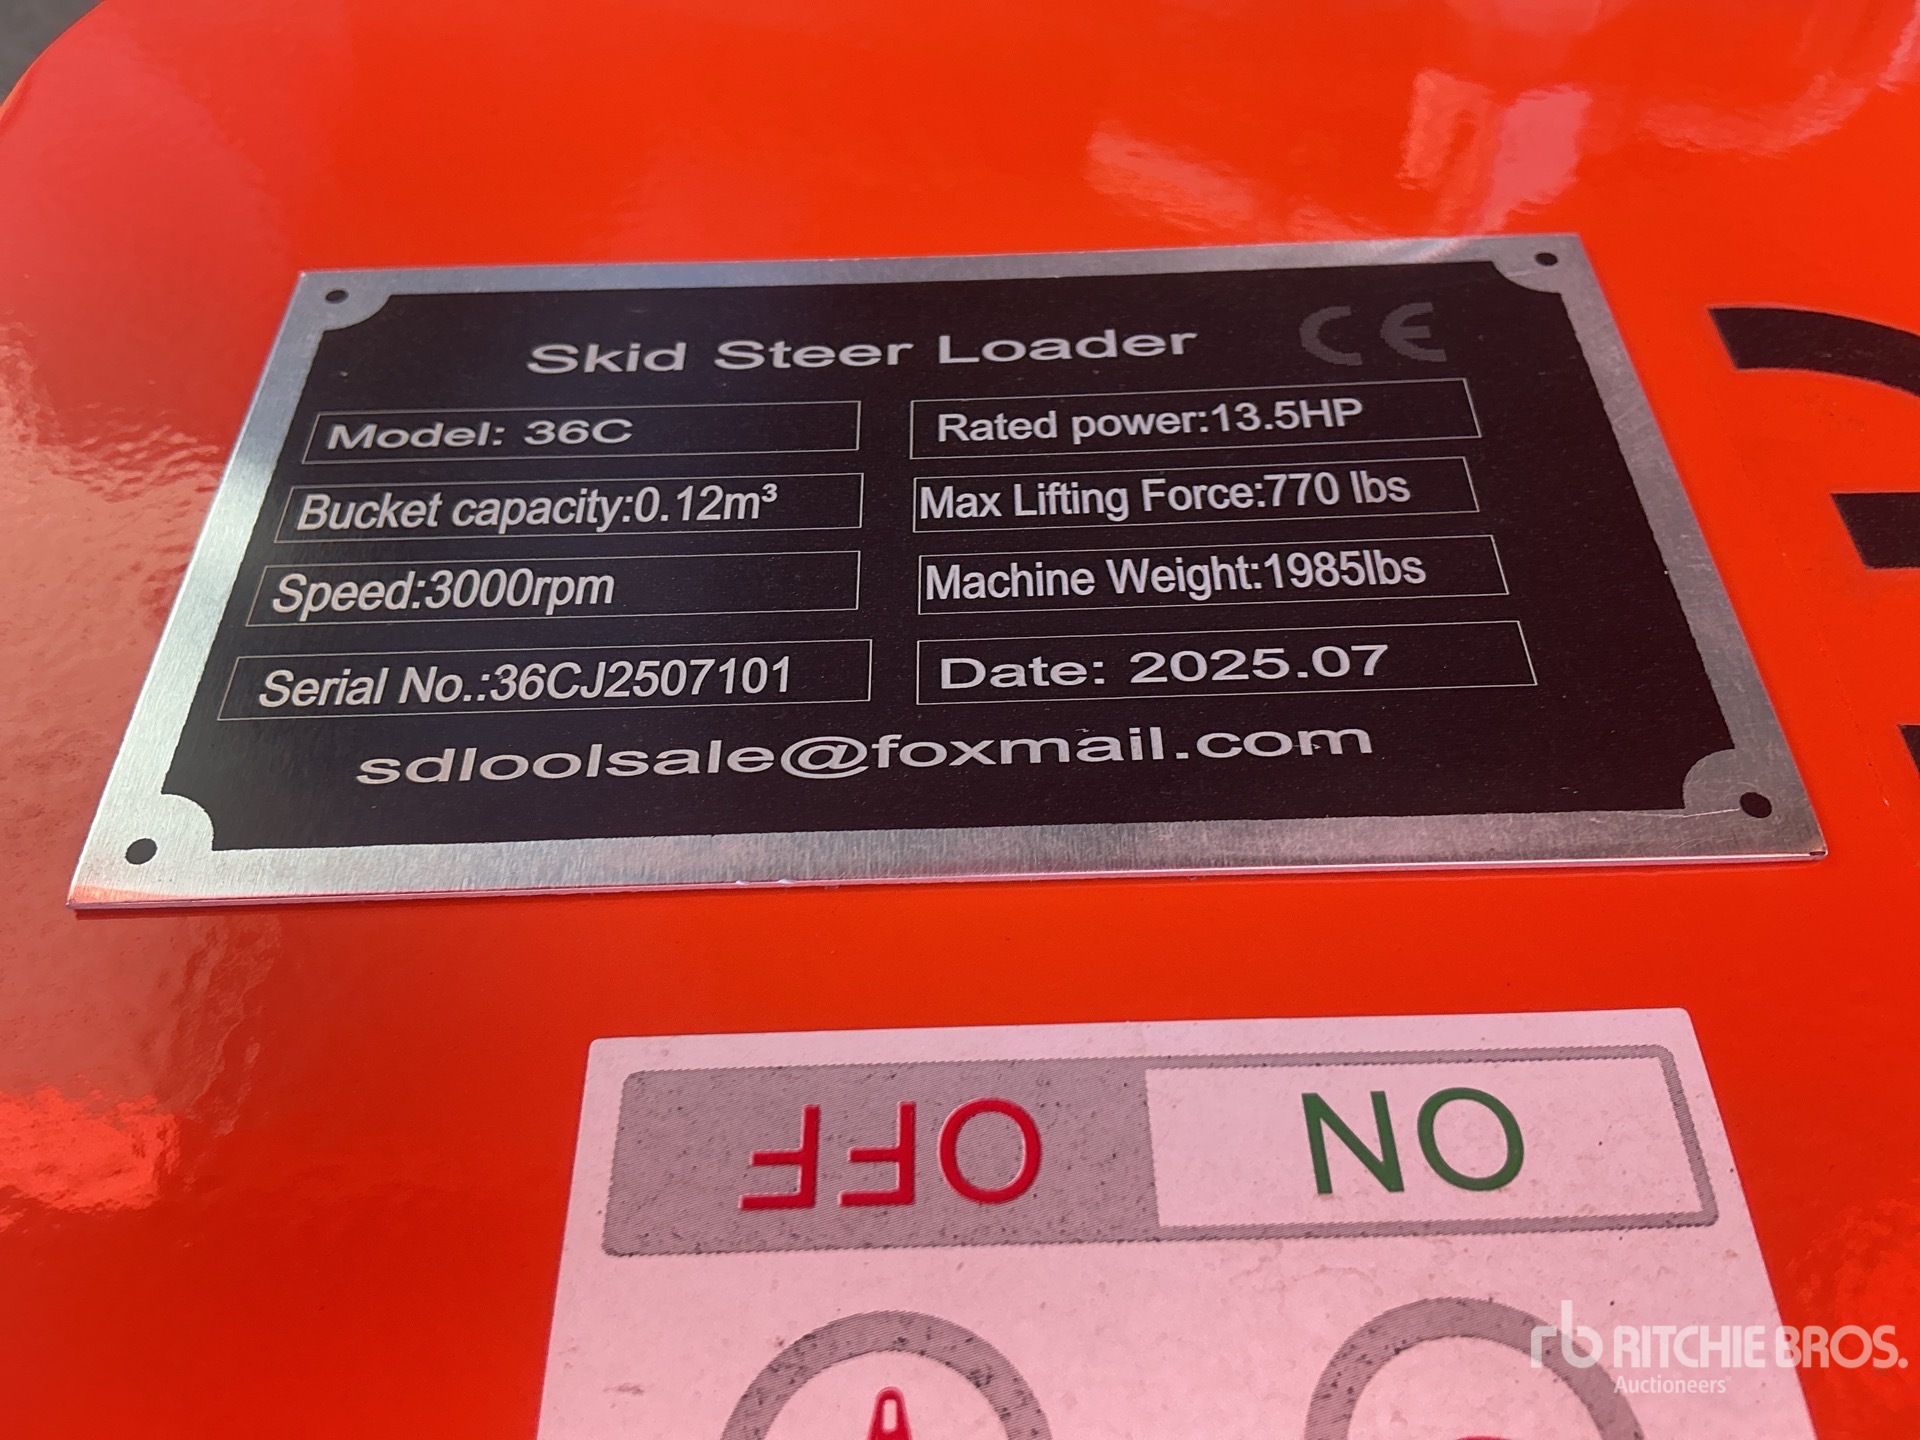 Skid Steer Loader CE
Model: 36C
Rated power:13.5HP
Bucket capacity:0.12m³
Max Lifting Force:770 lbs
Speed:3000rpm
Machine Weight:1985lbs
Serial No.:36CJ2507101
Date: 2025.07
sdloolsale@foxmail.com
OFF
ON
rb RITCHIE BROS.
Auctioneers